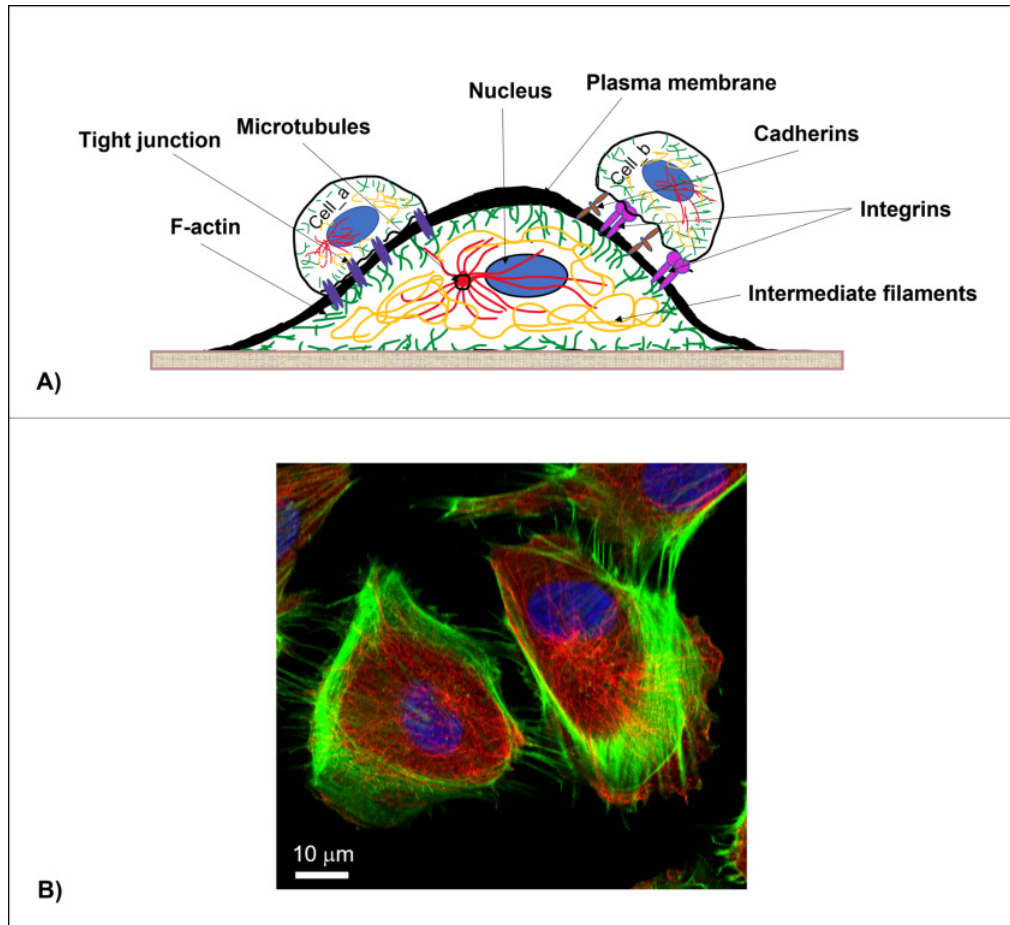 Nucleus
Plasma membrane
Microtubules
Tight junction
Cadherins
Cell_b
Cell_a
Integrins
F-actin
Intermediate filaments
A)
10 μm
B)